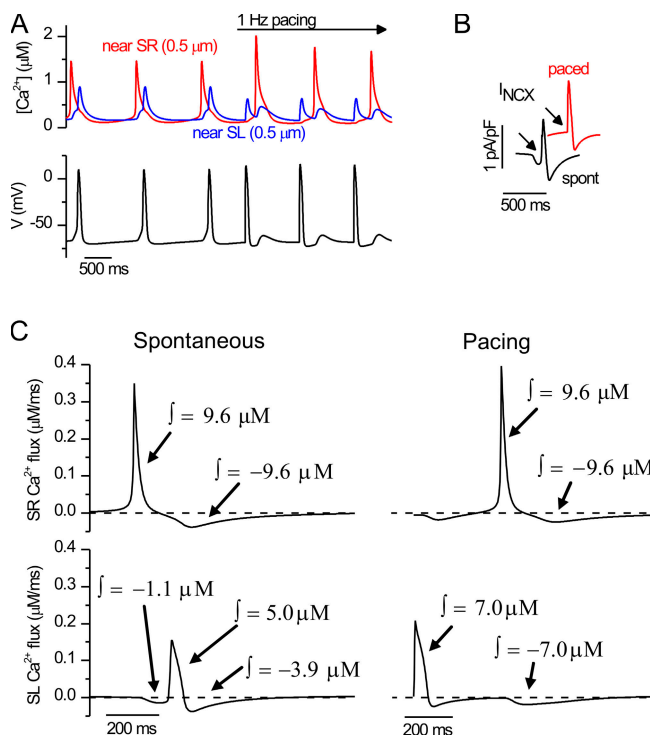 A
1 Hz pacing
near SR (0.5 μm)
near SL (0.5 μm)
[Ca²⁺] (μM)
2
1
0
V (mV)
0
-50
500 ms
B
paced
I_NCX
1 pA/pF
spont
500 ms
C
Spontaneous
Pacing
SR Ca²⁺ flux (μM/ms)
0.4
0.3
0.2
0.1
0.0
∫ = 9.6 μM
∫ = −9.6 μM
∫ = 9.6 μM
∫ = −9.6 μM
SL Ca²⁺ flux (μM/ms)
0.4
0.3
0.2
0.1
0.0
∫ = −1.1 μM
∫ = 5.0 μM
∫ = −3.9 μM
∫ = 7.0 μM
∫ = −7.0 μM
200 ms
200 ms